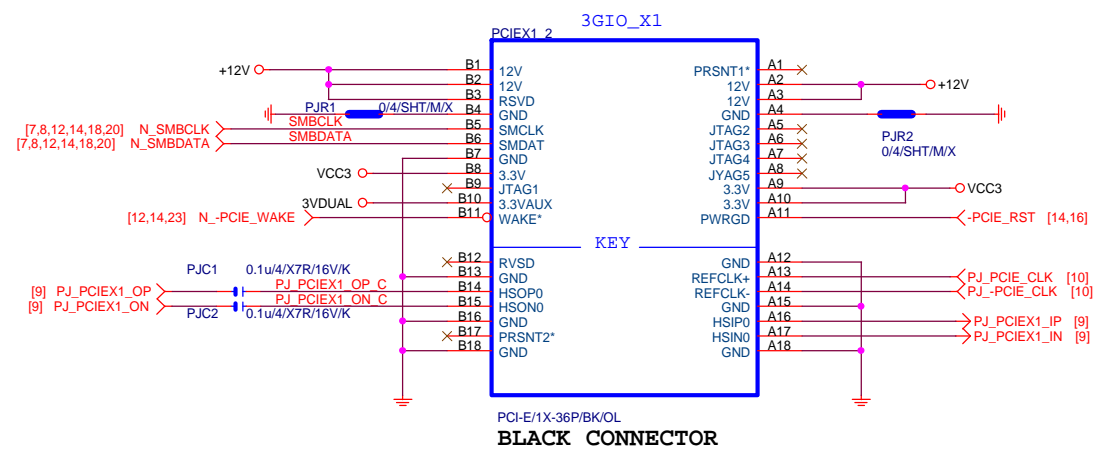 3GIO_X1
PCIEX1_2
+12V
B1 12V
B2 12V
B3 RSVD
PJR1 0/4/SHT/M/X
B4 GND
[7,8,12,14,18,20] N_SMBCLK SMBCLK B5 SMCLK
[7,8,12,14,18,20] N_SMBDATA SMBDATA B6 SMDAT
B7 GND
VCC3 B8 3.3V
B9 JTAG1
3VDUAL B10 3.3VAUX
[12,14,23] N_-PCIE_WAKE B11 WAKE*
PRSNT1* A1
12V A2 +12V
12V A3
GND A4
PJR2
0/4/SHT/M/X
JTAG2 A5
JTAG3 A6
JTAG4 A7
JYAG5 A8
3.3V A9 VCC3
3.3V A10
PWRGD A11 -PCIE_RST [14,16]
KEY
B12 RVSD
B13 GND
PJC1 0.1u/4/X7R/16V/K
[9] PJ_PCIEX1_OP PJ_PCIEX1_OP_C B14 HSOP0
[9] PJ_PCIEX1_ON PJ_PCIEX1_ON_C B15 HSON0
PJC2 0.1u/4/X7R/16V/K
B16 GND
B17 PRSNT2*
B18 GND
GND A12
REFCLK+ A13 PJ_PCIE_CLK [10]
REFCLK- A14 PJ_-PCIE_CLK [10]
GND A15
HSIP0 A16 PJ_PCIEX1_IP [9]
HSIN0 A17 PJ_PCIEX1_IN [9]
GND A18
PCI-E/1X-36P/BK/OL
BLACK CONNECTOR